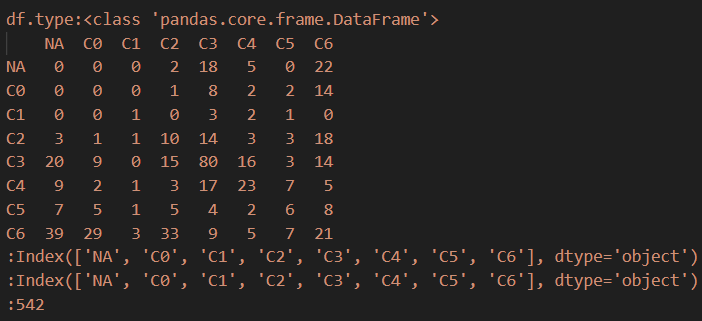 df.type:<class 'pandas.core.frame.DataFrame'>
    NA  C0  C1  C2  C3  C4  C5  C6
NA   0   0   0   2  18   5   0  22
C0   0   0   0   1   8   2   2  14
C1   0   0   1   0   3   2   1   0
C2   3   1   1  10  14   3   3  18
C3  20   9   0  15  80  16   3  14
C4   9   2   1   3  17  23   7   5
C5   7   5   1   5   4   2   6   8
C6  39  29   3  33   9   5   7  21
:Index(['NA', 'C0', 'C1', 'C2', 'C3', 'C4', 'C5', 'C6'], dtype='object')
:Index(['NA', 'C0', 'C1', 'C2', 'C3', 'C4', 'C5', 'C6'], dtype='object')
:542